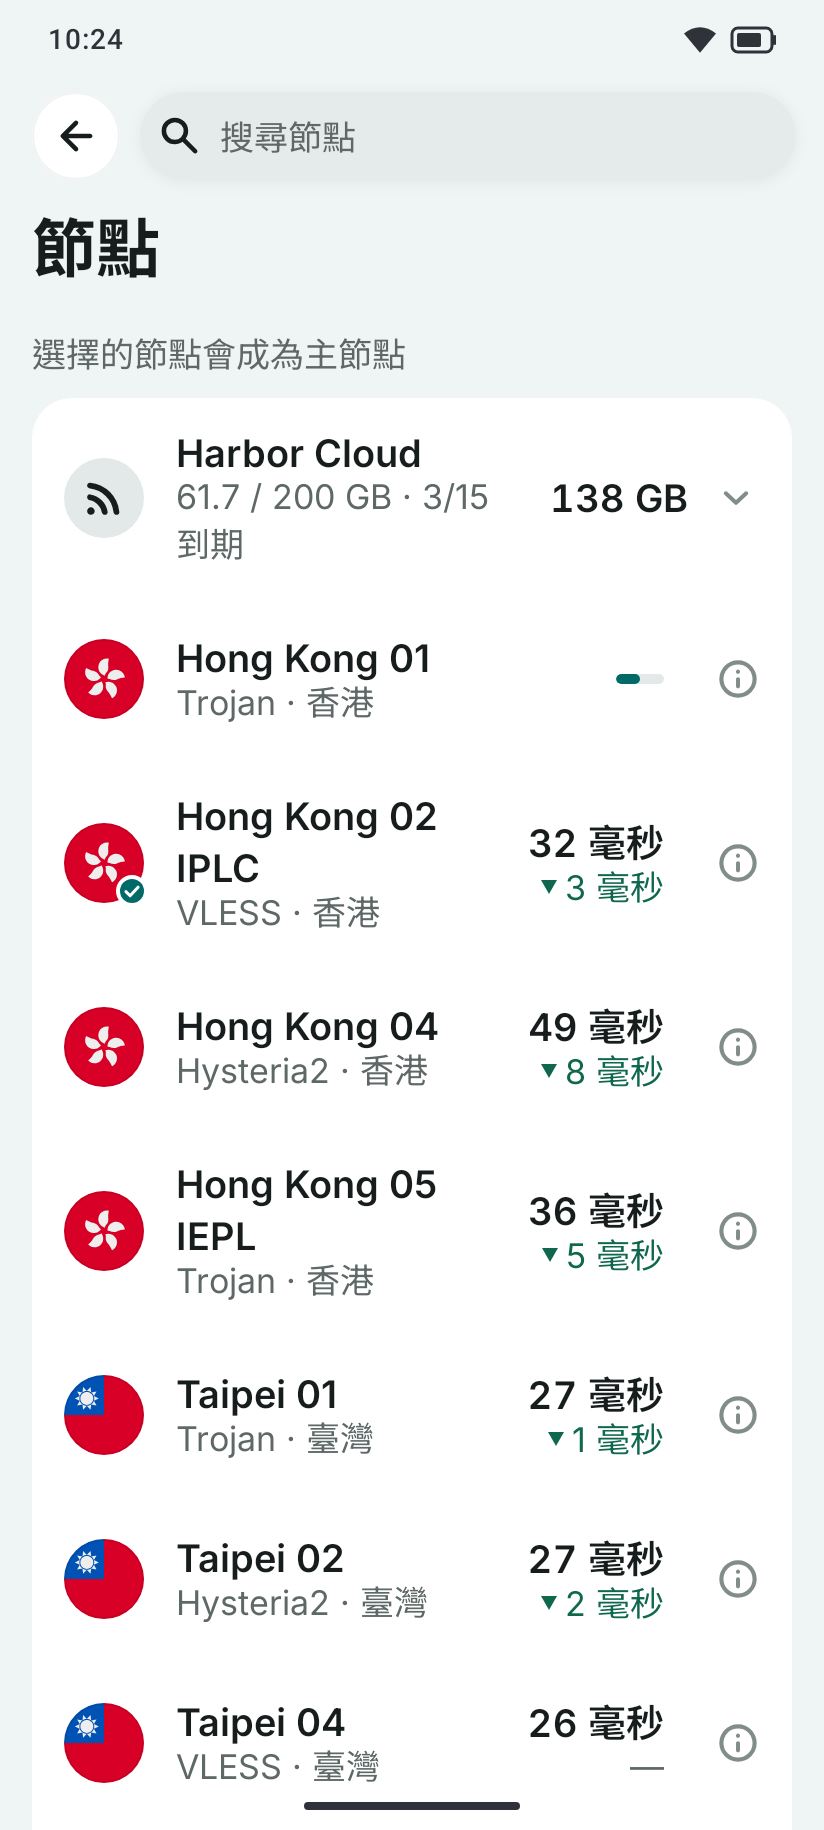 10:24
搜尋節點
節點
選擇的節點會成為主節點
Harbor Cloud
61.7 / 200 GB · 3/15
到期
138 GB
Hong Kong 01
Trojan · 香港
Hong Kong 02
IPLC
VLESS · 香港
32 毫秒
▼3 毫秒
Hong Kong 04
Hysteria2 · 香港
49 毫秒
▼8 毫秒
Hong Kong 05
IEPL
Trojan · 香港
36 毫秒
▼5 毫秒
Taipei 01
Trojan · 臺灣
27 毫秒
▼1 毫秒
Taipei 02
Hysteria2 · 臺灣
27 毫秒
▼2 毫秒
Taipei 04
VLESS · 臺灣
26 毫秒
—